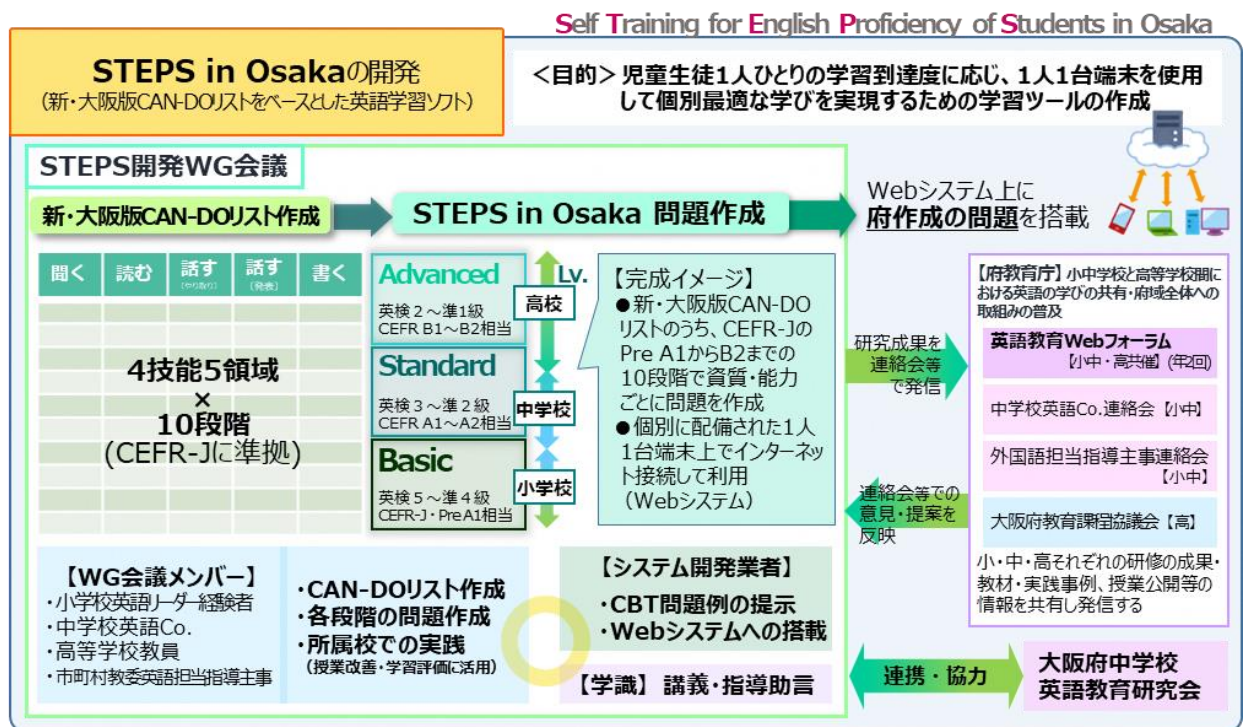 Self Training for English Proficiency of Students in Osaka
STEPS in Osakaの開発
（新・大阪版CAN-DOリストをベースとした英語学習ソフト）
＜目的＞ 児童生徒1人ひとりの学習到達度に応じ、1人1台端末を使用
して個別最適な学びを実現するための学習ツールの作成
STEPS開発WG会議
新・大阪版CAN-DOリスト作成
STEPS in Osaka 問題作成
Webシステム上に
府作成の問題を搭載
聞く
読む
話す
（やり取り）
話す
（発表）
書く
4技能5領域
×
10段階
(CEFR-Jに準拠)
Advanced
英検２～準１級
CEFR B1～B2相当
Standard
英検３～準２級
CEFR A1～A2相当
Basic
英検５～準４級
CEFR-J・Pre A1相当
Lv.
高校
中学校
小学校
【完成イメージ】
●新・大阪版CAN-DO
リストのうち、CEFR-Jの
Pre A1からB2までの
10段階で資質・能力
ごとに問題を作成
●個別に配備された1人
1台端末上でインターネッ
ト接続して利用
（Webシステム）
研究成果を
連絡会等
で発信
連絡会等での
意見・提案を
反映
【府教育庁】小中学校と高等学校間に
おける英語の学びの共有・府域全体への
取組みの普及
英語教育Webフォーラム
【小中・高共催】(年2回)
中学校英語Co.連絡会【小中】
外国語担当指導主事連絡会
【小中】
大阪府教育課程協議会【高】
小・中・高それぞれの研修の成果・
教材・実践事例、授業公開等の
情報を共有し発信する
【WG会議メンバー】
・小学校英語リーダー経験者
・中学校英語Co.
・高等学校教員
・市町村教委英語担当指導主事
・CAN-DOリスト作成
・各段階の問題作成
・所属校での実践
（授業改善・学習評価に活用）
【システム開発業者】
・CBT問題例の提示
・Webシステムへの搭載
【学識】講義・指導助言
連携・協力
大阪府中学校
英語教育研究会